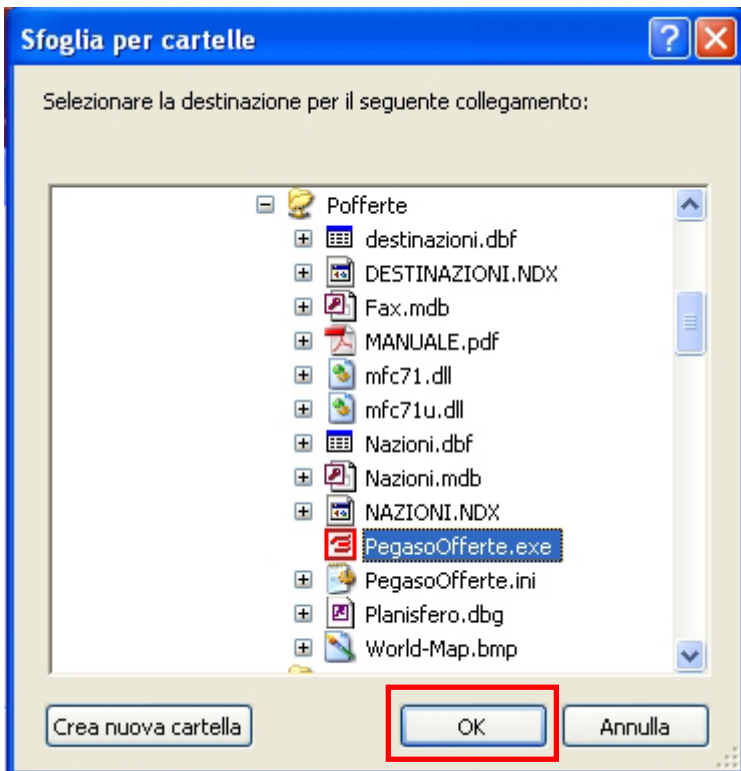 Sfoglia per cartelle
Selezionare la destinazione per il seguente collegamento:
Pofferte
destinazioni.dbf
DESTINAZIONI.NDX
Fax.mdb
MANUALE.pdf
mfc71.dll
mfc71u.dll
Nazioni.dbf
Nazioni.mdb
NAZIONI.NDX
PegasoOfferte.exe
PegasoOfferte.ini
Planisfero.dbg
World-Map.bmp
Crea nuova cartella OK Annulla